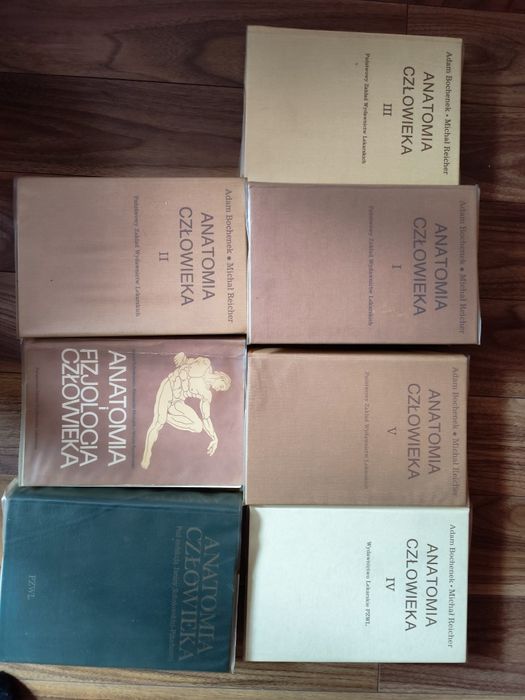 Adam Bochenek • Michał Reicher
ANATOMIA
CZŁOWIEKA
III
Państwowy Zakład Wydawnictw Lekarskich
Adam Bochenek • Michał Reicher
ANATOMIA
CZŁOWIEKA
II
Państwowy Zakład Wydawnictw Lekarskich
Adam Bochenek • Michał Reicher
ANATOMIA
CZŁOWIEKA
I
Państwowy Zakład Wydawnictw Lekarskich
ANATOMIA
I
FIZJOLOGIA
CZŁOWIEKA
Adam Bochenek • Michał Reicher
ANATOMIA
CZŁOWIEKA
V
Państwowy Zakład Wydawnictw Lekarskich
ANATOMIA
CZŁOWIEKA
Pod redakcją
PZWL
Adam Bochenek • Michał Reicher
ANATOMIA
CZŁOWIEKA
IV
Wydawnictwo Lekarskie PZWL